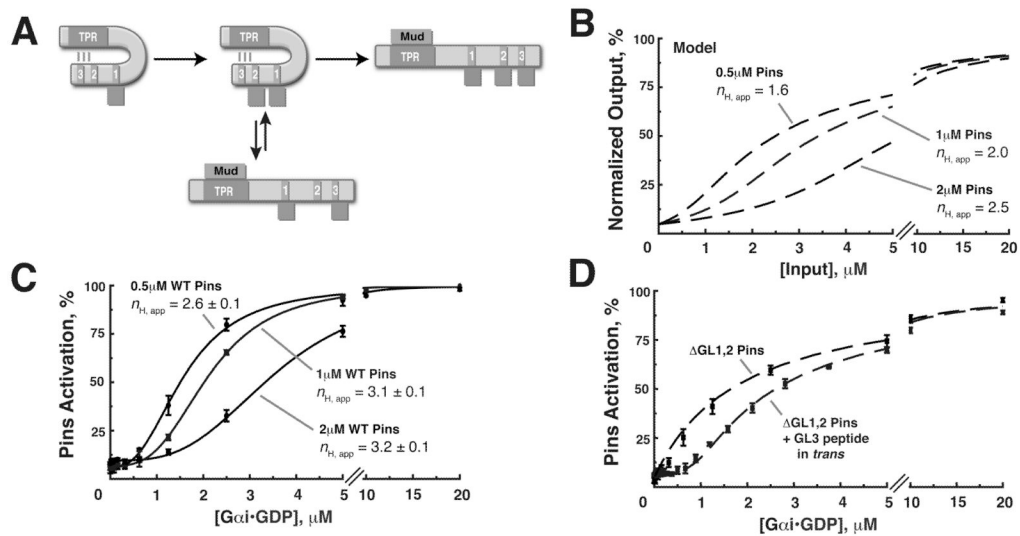 A
TPR
3 2 1
TPR
3 2 1
Mud
TPR
1 2 3
Mud
TPR
1 2 3
B
Model
0.5µM Pins
nH, app = 1.6
1µM Pins
nH, app = 2.0
2µM Pins
nH, app = 2.5
Normalized Output, %
100
75
50
25
0 1 2 3 4 5 10 20
[Input], µM
C
0.5µM WT Pins
nH, app = 2.6 ± 0.1
1µM WT Pins
nH, app = 3.1 ± 0.1
2µM WT Pins
nH, app = 3.2 ± 0.1
Pins Activation, %
100
75
50
25
0 1 2 3 4 5 10 20
[Gαi•GDP], µM
D
ΔGL1,2 Pins
ΔGL1,2 Pins
+ GL3 peptide
in trans
Pins Activation, %
100
75
50
25
0 1 2 3 4 5 10 20
[Gαi•GDP], µM